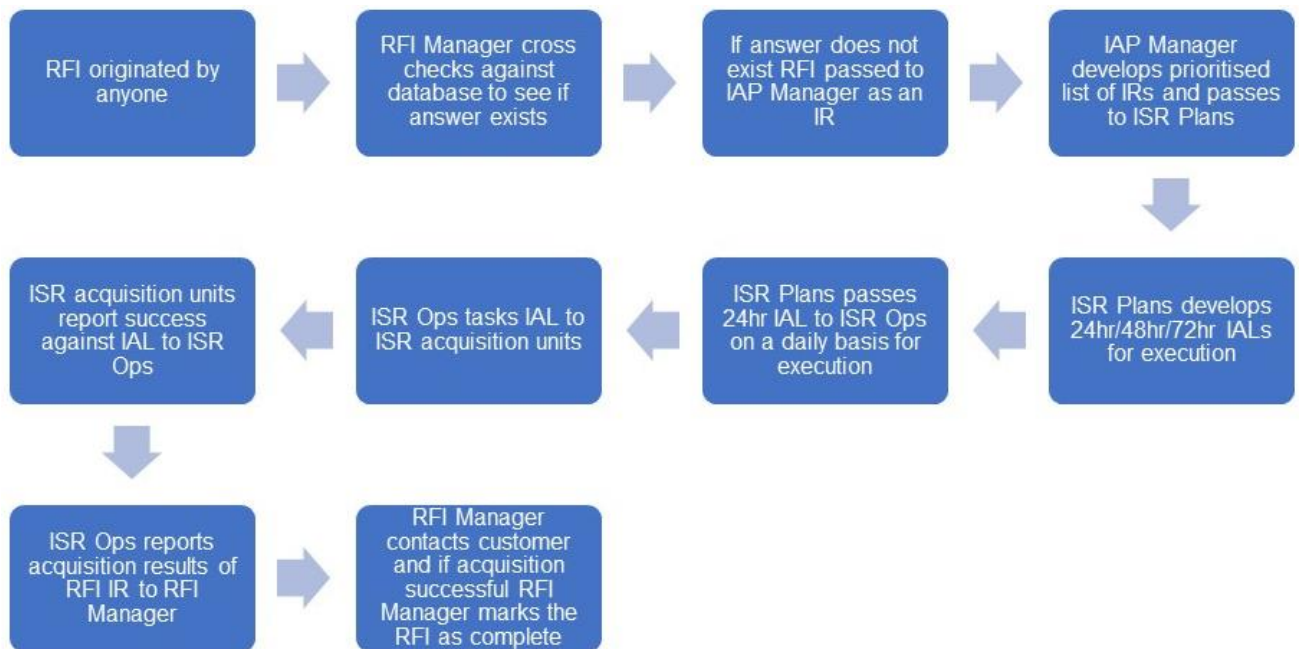 RFI originated by
anyone
RFI Manager cross
checks against
database to see if
answer exists
If answer does not
exist RFI passed to
IAP Manager as an
IR
IAP Manager
develops prioritised
list of IRs and passes
to ISR Plans
ISR Plans develops
24hr/48hr/72hr IALs
for execution
ISR Plans passes
24hr IAL to ISR Ops
on a daily basis for
execution
ISR Ops tasks IAL to
ISR acquisition units
ISR acquisition units
report success
against IAL to ISR
Ops
ISR Ops reports
acquisition results of
RFI IR to RFI
Manager
RFI Manager
contacts customer
and if acquisition
successful RFI
Manager marks the
RFI as complete